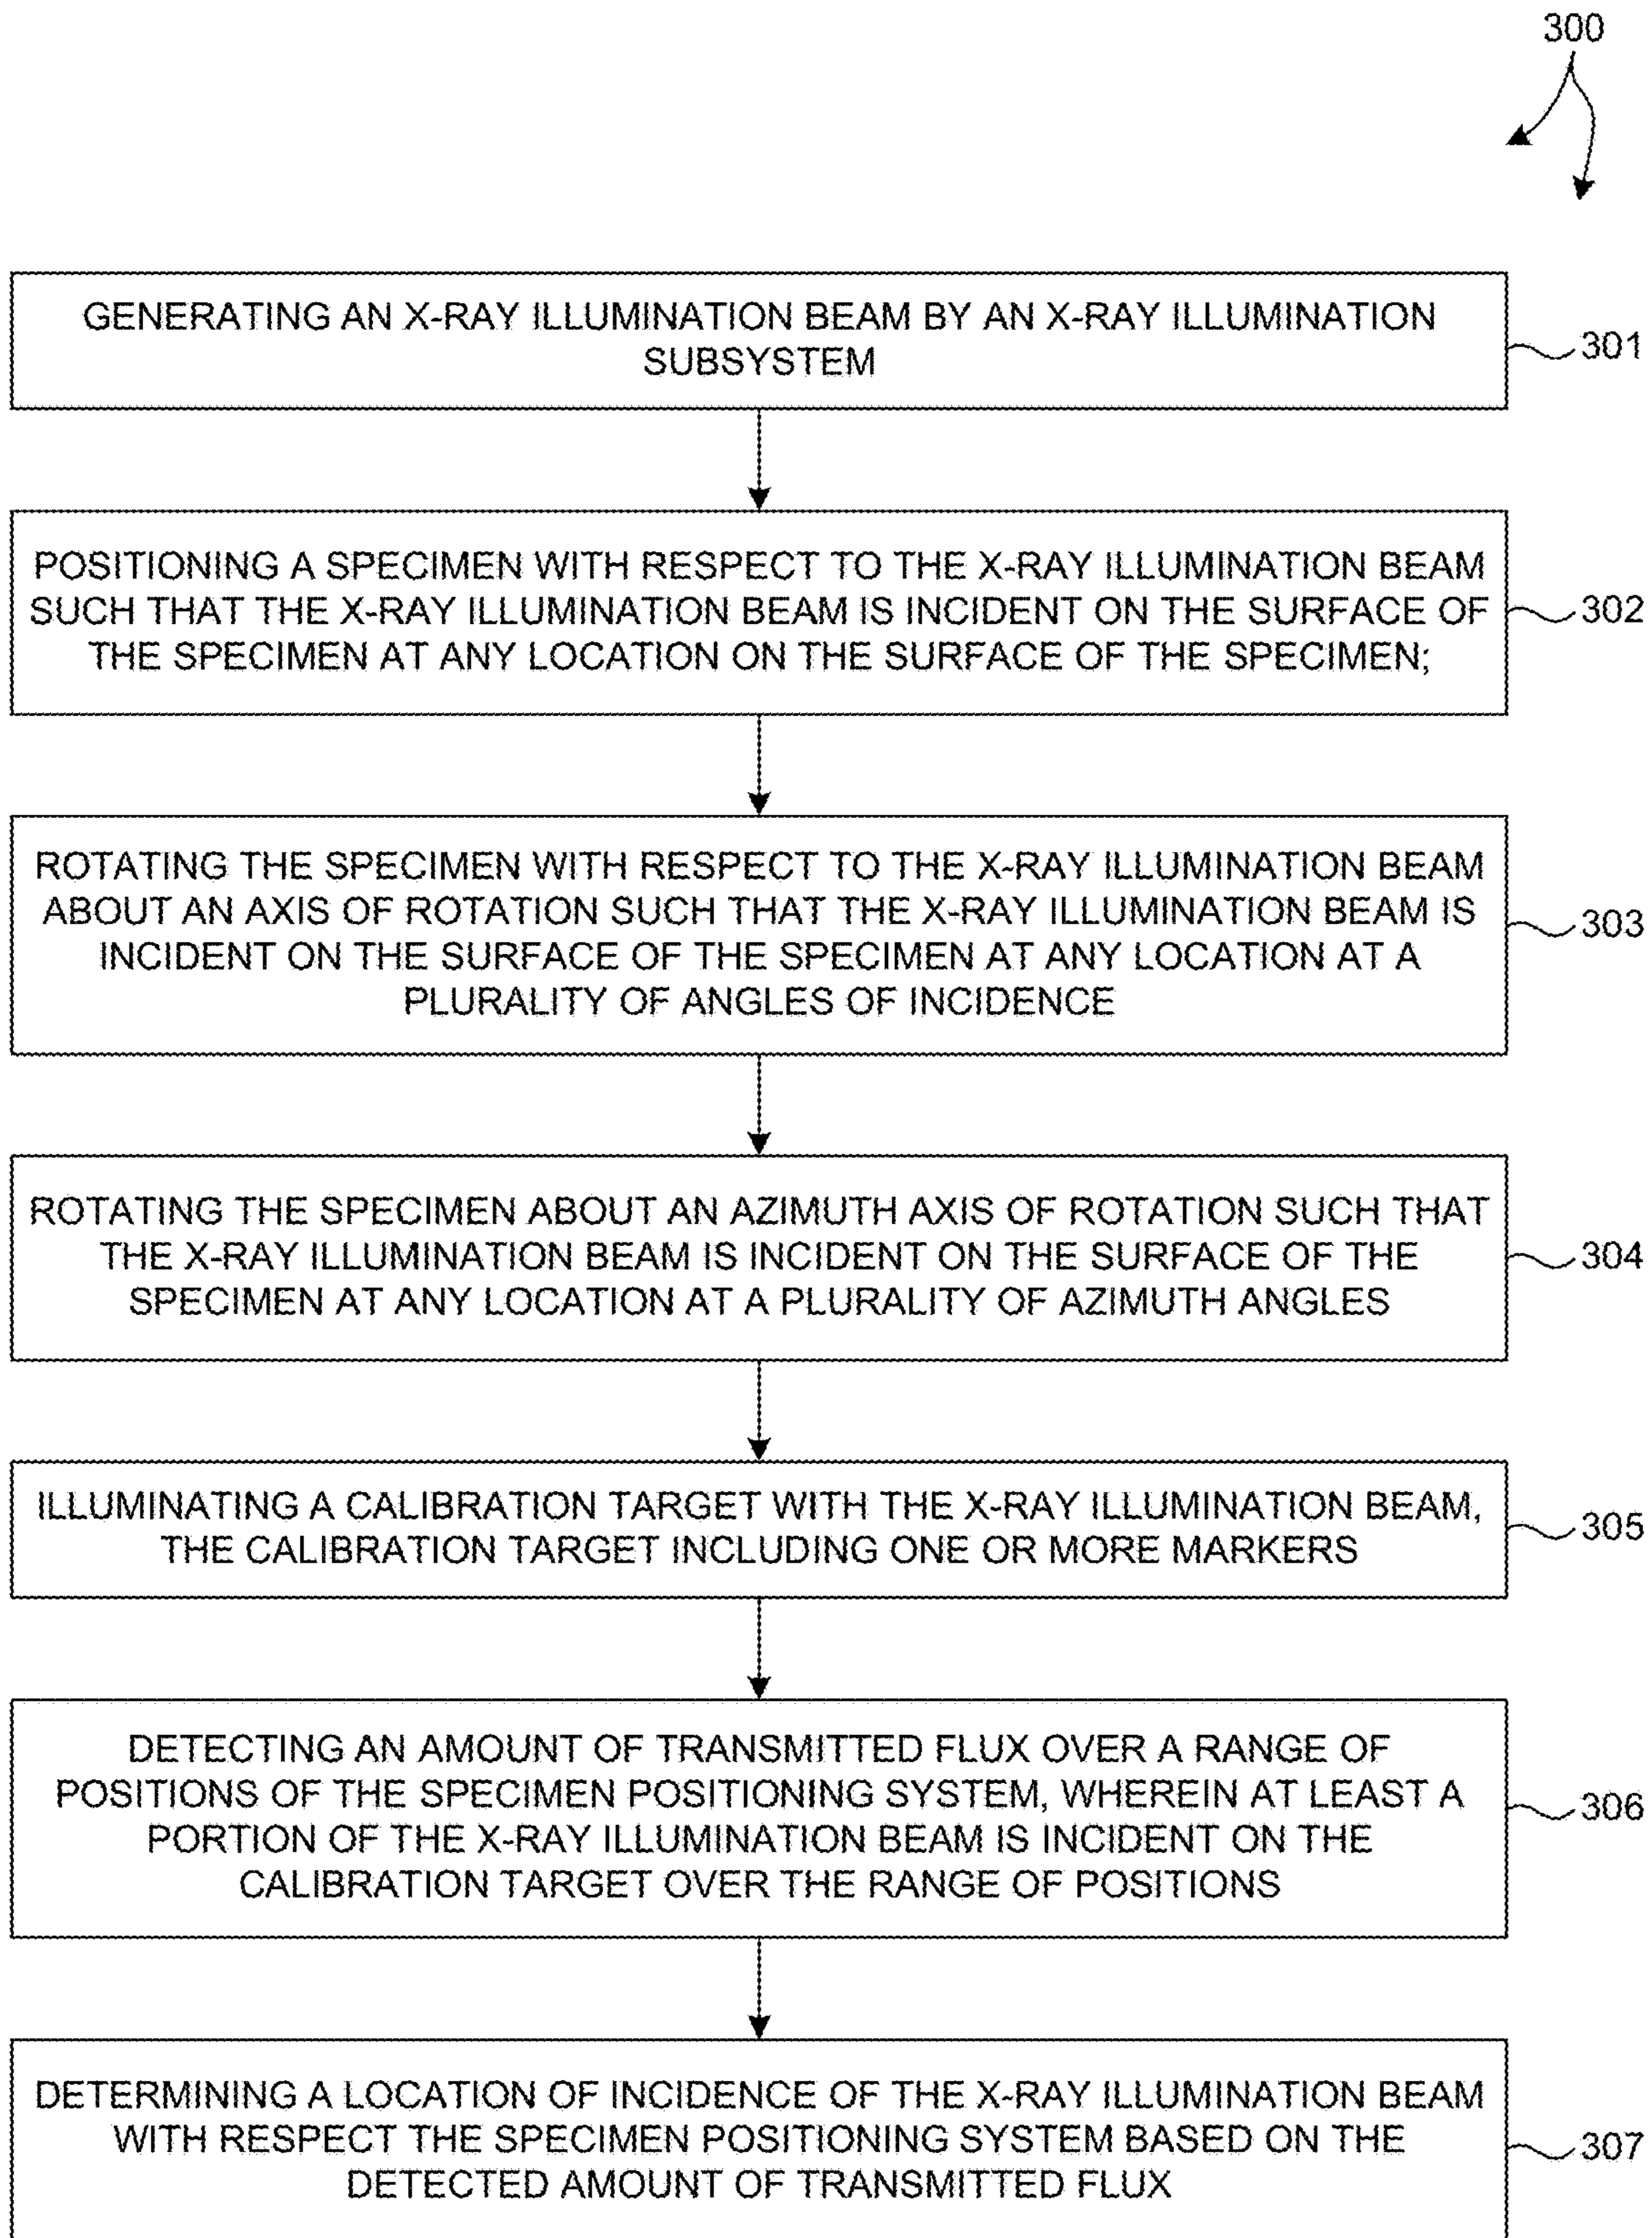 300
GENERATING AN X-RAY ILLUMINATION BEAM BY AN X-RAY ILLUMINATION
SUBSYSTEM
301
POSITIONING A SPECIMEN WITH RESPECT TO THE X-RAY ILLUMINATION BEAM
SUCH THAT THE X-RAY ILLUMINATION BEAM IS INCIDENT ON THE SURFACE OF
THE SPECIMEN AT ANY LOCATION ON THE SURFACE OF THE SPECIMEN;
302
ROTATING THE SPECIMEN WITH RESPECT TO THE X-RAY ILLUMINATION BEAM
ABOUT AN AXIS OF ROTATION SUCH THAT THE X-RAY ILLUMINATION BEAM IS
INCIDENT ON THE SURFACE OF THE SPECIMEN AT ANY LOCATION AT A
PLURALITY OF ANGLES OF INCIDENCE
303
ROTATING THE SPECIMEN ABOUT AN AZIMUTH AXIS OF ROTATION SUCH THAT
THE X-RAY ILLUMINATION BEAM IS INCIDENT ON THE SURFACE OF THE
SPECIMEN AT ANY LOCATION AT A PLURALITY OF AZIMUTH ANGLES
304
ILLUMINATING A CALIBRATION TARGET WITH THE X-RAY ILLUMINATION BEAM,
THE CALIBRATION TARGET INCLUDING ONE OR MORE MARKERS
305
DETECTING AN AMOUNT OF TRANSMITTED FLUX OVER A RANGE OF
POSITIONS OF THE SPECIMEN POSITIONING SYSTEM, WHEREIN AT LEAST A
PORTION OF THE X-RAY ILLUMINATION BEAM IS INCIDENT ON THE
CALIBRATION TARGET OVER THE RANGE OF POSITIONS
306
DETERMINING A LOCATION OF INCIDENCE OF THE X-RAY ILLUMINATION BEAM
WITH RESPECT THE SPECIMEN POSITIONING SYSTEM BASED ON THE
DETECTED AMOUNT OF TRANSMITTED FLUX
307